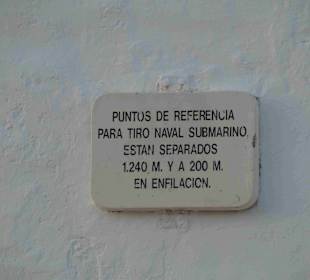 PUNTOS DE REFERENCIA
PARA TIRO NAVAL SUBMARINO,
ESTAN SEPARADOS
1.240 M. Y A 200 M.
EN ENFILACION.